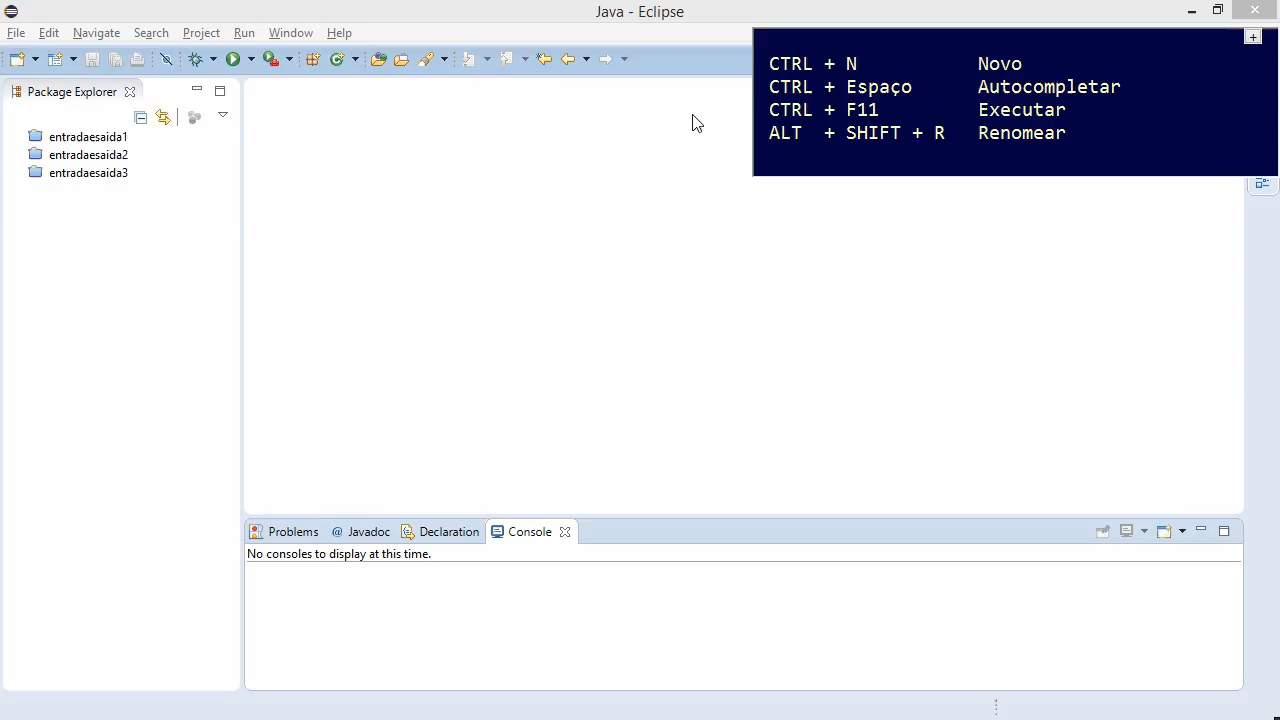 Java - Eclipse
File Edit Navigate Search Project Run Window Help
CTRL + N Novo
CTRL + Espaço Autocompletar
CTRL + F11 Executar
ALT + SHIFT + R Renomear
Package Explorer
entradaesaida1
entradaesaida2
entradaesaida3
Problems @ Javadoc Declaration Console
No consoles to display at this time.